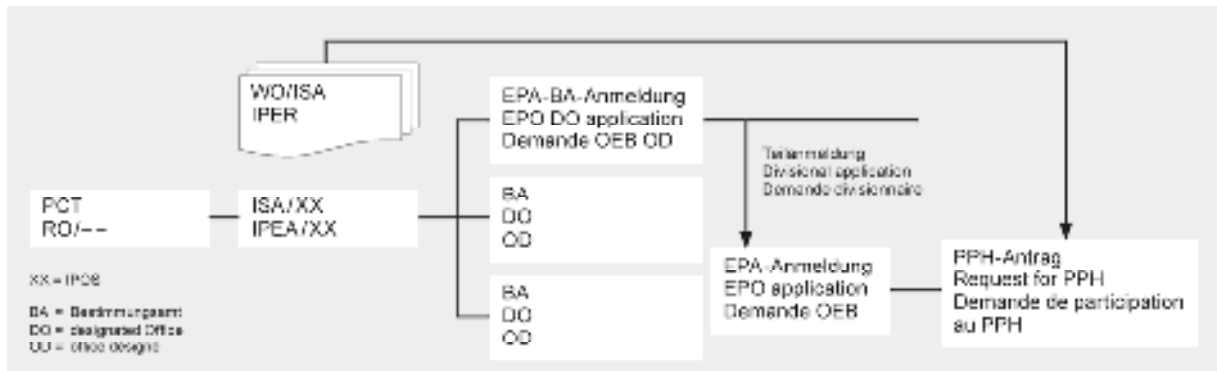 WO/ISA
IPER
EPA-BA-Anmeldung
EPO DO application
Demande OEB OD
Teilanmeldung
Divisional application
Demande divisionnaire
PCT
RO/––
ISA/XX
IPEA/XX
BA
DO
OD
EPA-Anmeldung
EPO application
Demande OEB
PPH-Antrag
Request for PPH
Demande de participation
au PPH
XX = IPOS
BA = Bestimmungsamt
DO = designated Office
OD = office désigné
BA
DO
OD